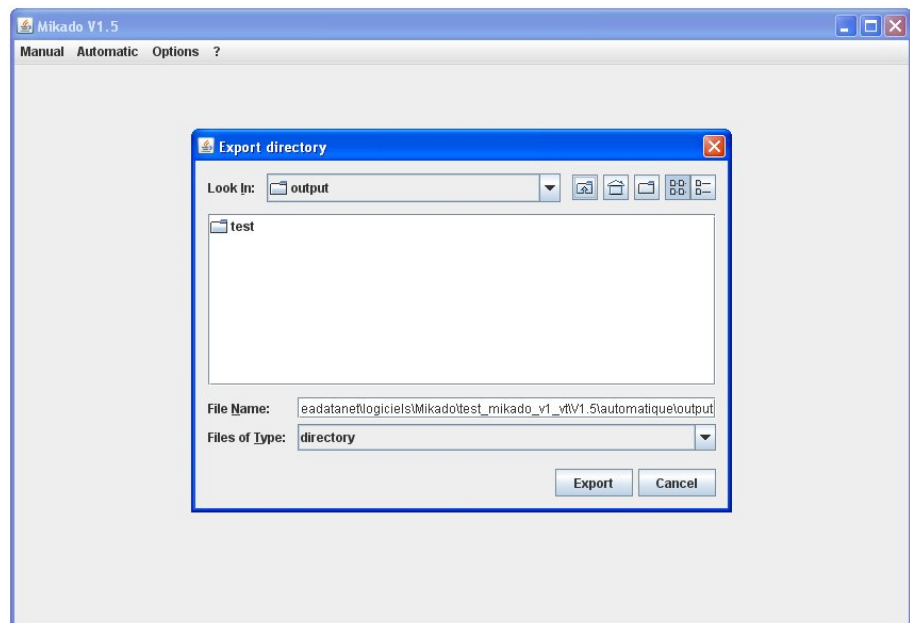 Mikado V1.5
Manual Automatic Options ?
Export directory
Look In: output
test
File Name: eadatanet\logiciels\Mikado\test_mikado_v1_vt\V1.5\automatique\output
Files of Type: directory
Export Cancel